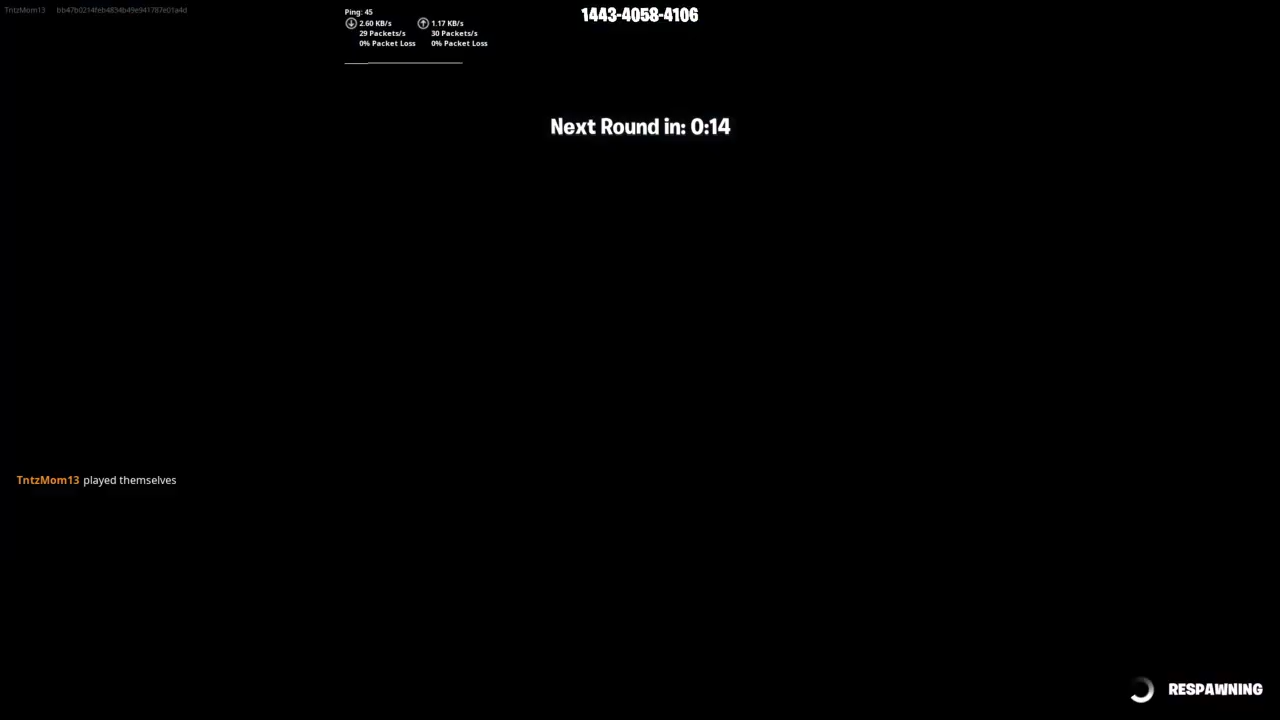 TntzMom13 bb47b0214feb4834b49e941787e01a4d
Ping: 45
2.60 KB/s 1.17 KB/s
29 Packets/s 30 Packets/s
0% Packet Loss 0% Packet Loss
1443-4058-4106
Next Round in: 0:14
TntzMom13 played themselves
RESPAWNING